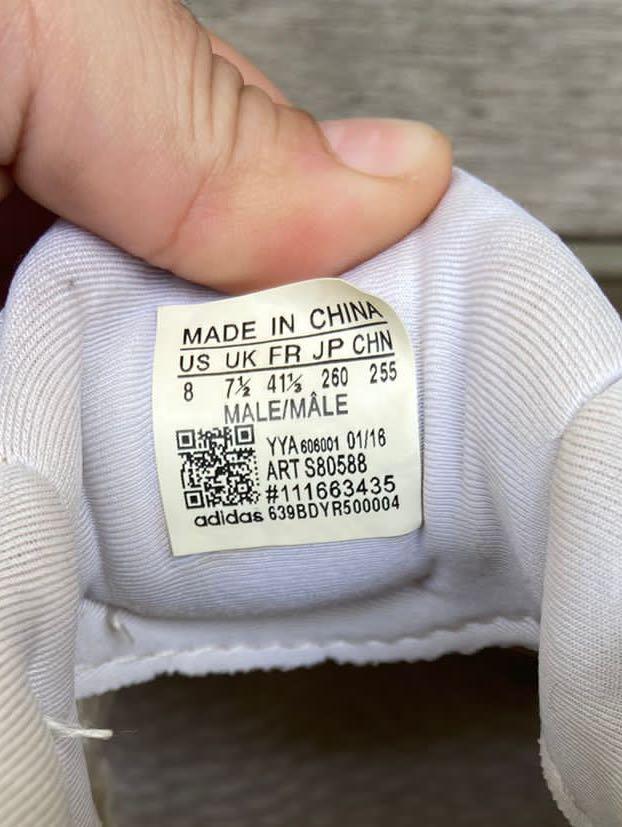 MADE IN CHINA
US UK FR JP CHN
8 7½ 41⅓ 260 255
MALE/MÂLE
YYA 606001 01/16
ART S80588
#111663435
adidas 639BDYR500004